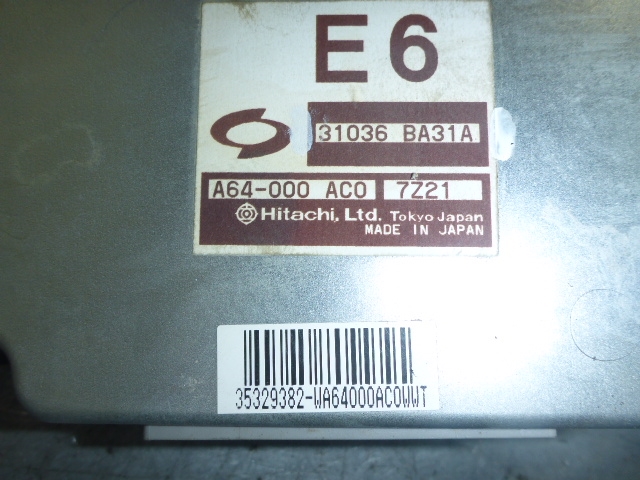 E6
31036 BA31A
A64-000 AC0 7Z21
Hitachi, Ltd. Tokyo Japan
MADE IN JAPAN
35329382-WA64000AC0WWT